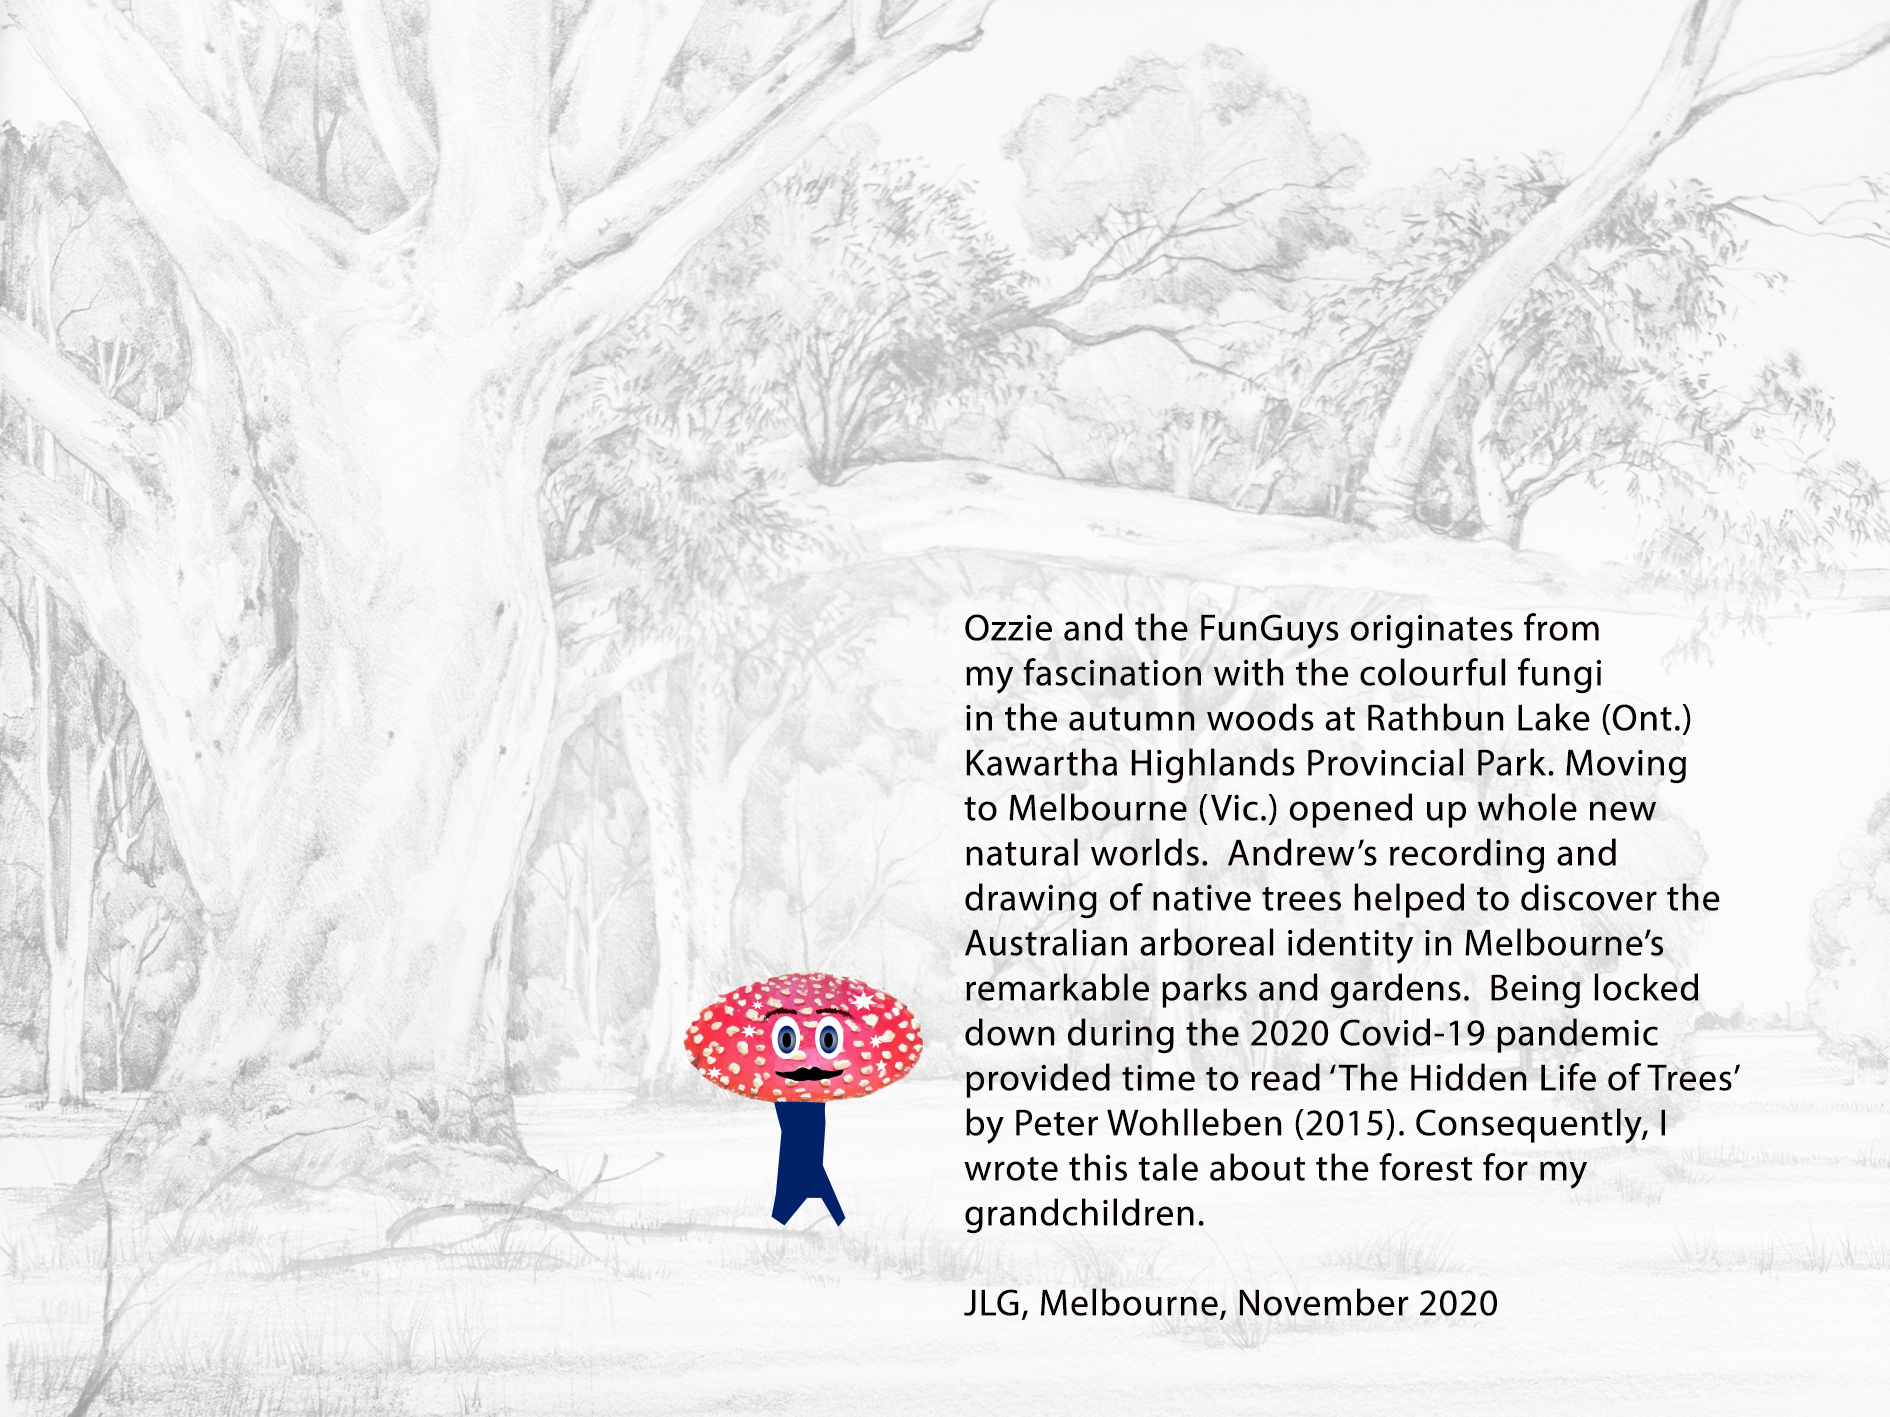 Ozzie and the FunGuys originates from
my fascination with the colourful fungi
in the autumn woods at Rathbun Lake (Ont.)
Kawartha Highlands Provincial Park. Moving
to Melbourne (Vic.) opened up whole new
natural worlds.  Andrew’s recording and
drawing of native trees helped to discover the
Australian arboreal identity in Melbourne’s
remarkable parks and gardens.  Being locked
down during the 2020 Covid-19 pandemic
provided time to read ‘The Hidden Life of Trees’
by Peter Wohlleben (2015). Consequently, I
wrote this tale about the forest for my
grandchildren.
JLG, Melbourne, November 2020